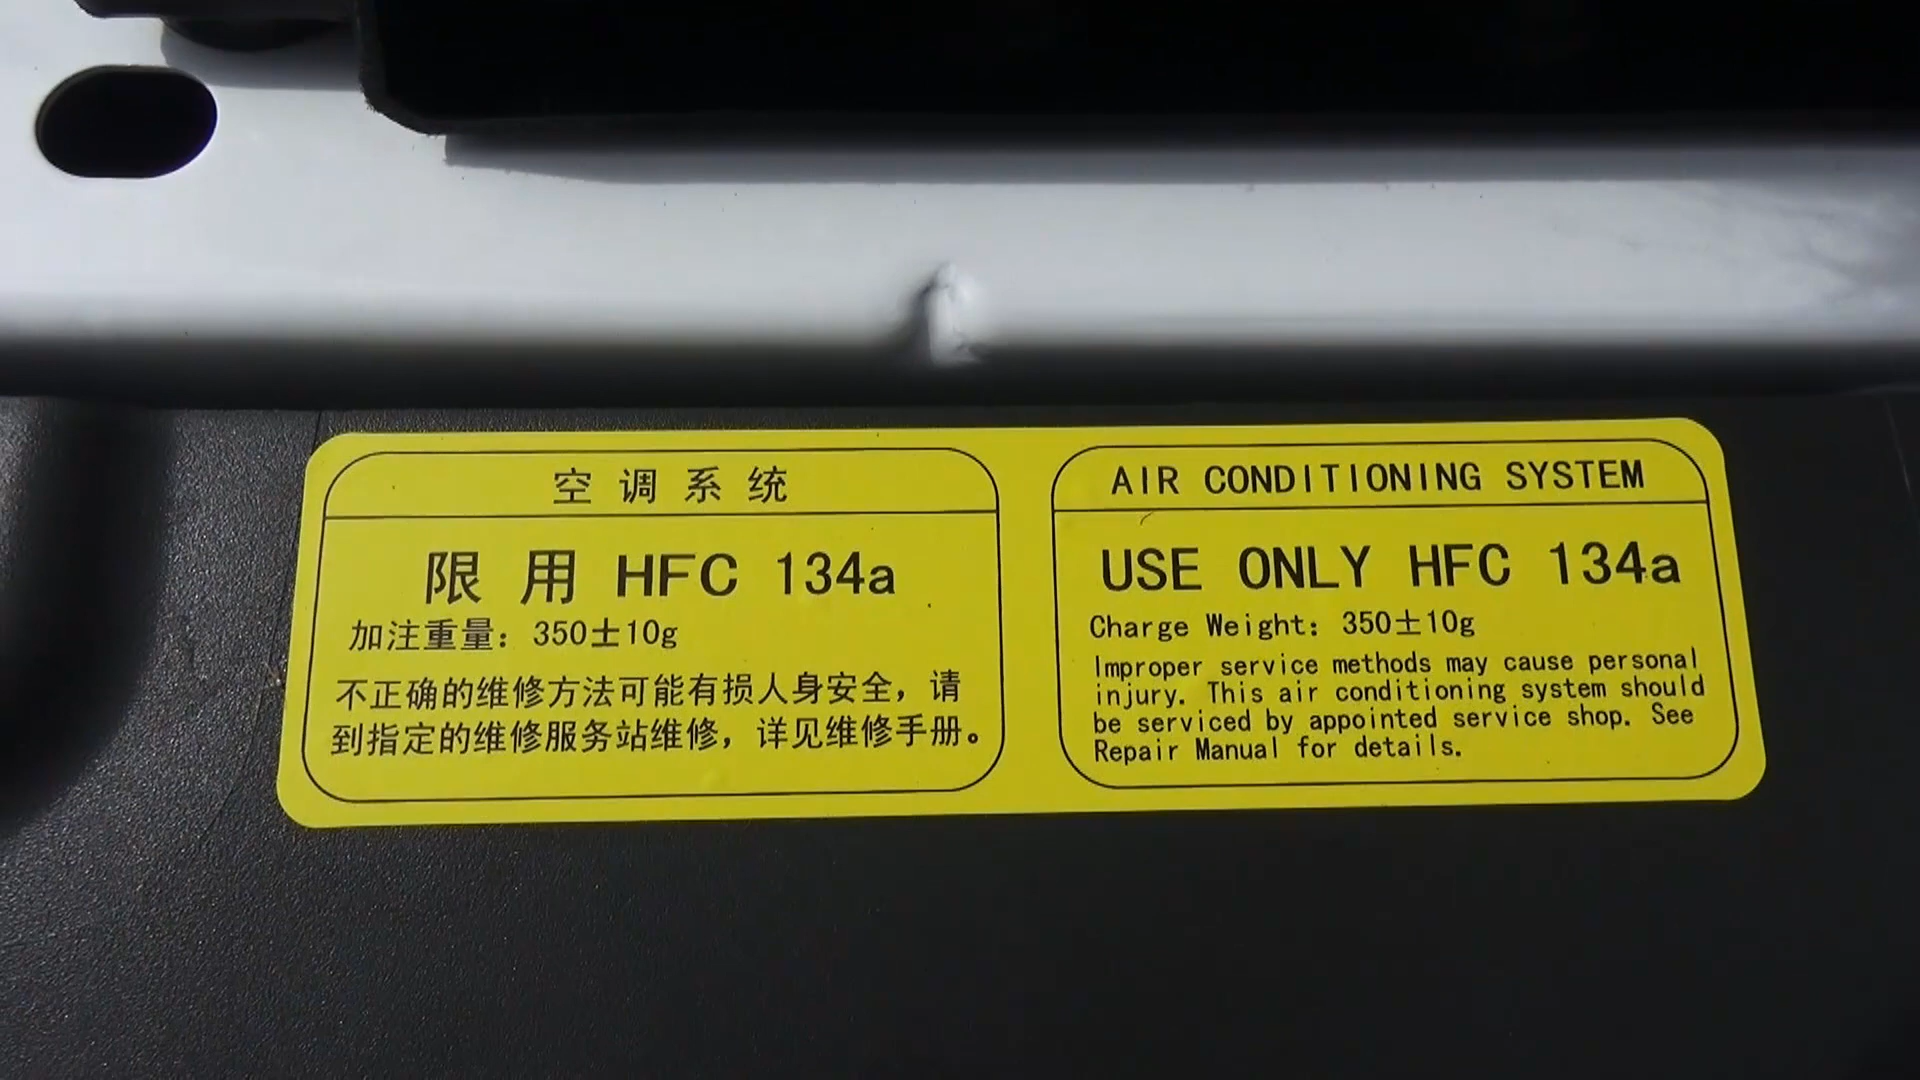 空调系统
限用 HFC 134a
加注重量：350±10g
不正确的维修方法可能有损人身安全，请
到指定的维修服务站维修，详见维修手册。
AIR CONDITIONING SYSTEM
USE ONLY HFC 134a
Charge Weight: 350±10g
Improper service methods may cause personal
injury. This air conditioning system should
be serviced by appointed service shop. See
Repair Manual for details.